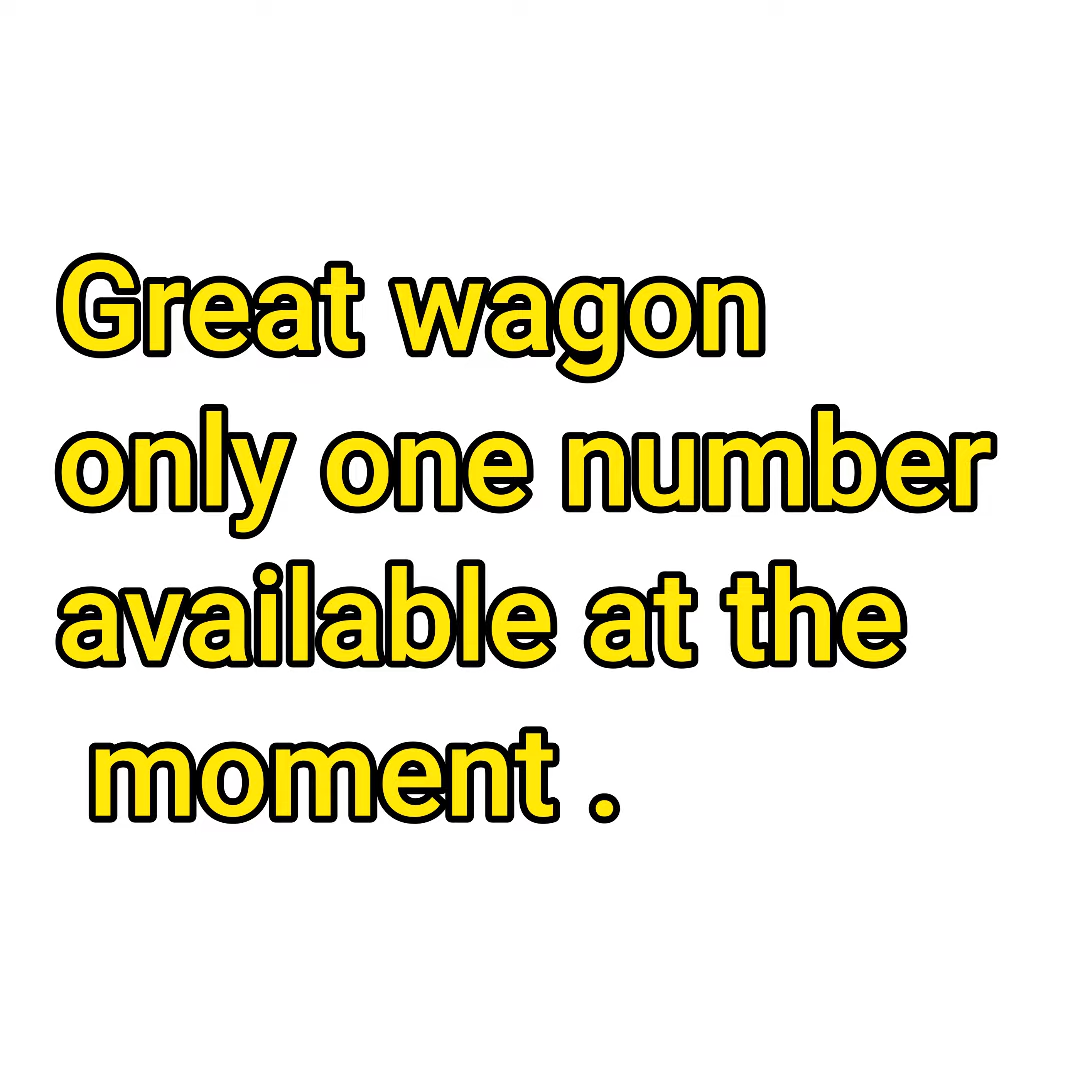 Great wagon
only one number
available at the
moment .